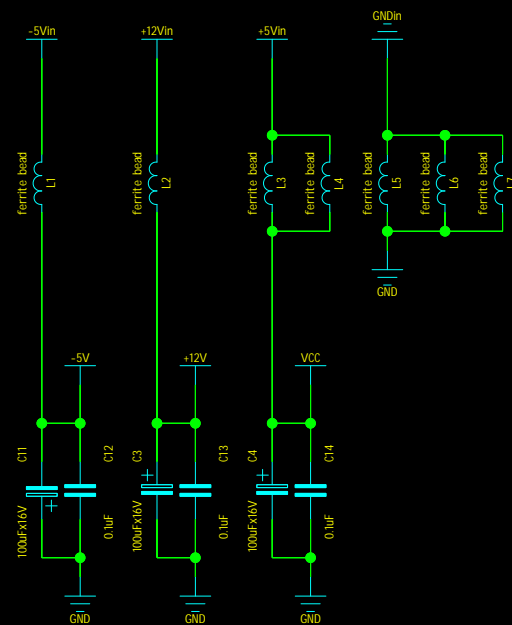 -5Vin
+12Vin
+5Vin
GNDin
ferrite bead
L1
ferrite bead
L2
ferrite bead
L3
ferrite bead
L4
ferrite bead
L5
ferrite bead
L6
ferrite bead
L7
GND
-5V
+12V
VCC
C11
100uFx16V
C12
0.1uF
C3
100uFx16V
C13
0.1uF
C4
100uFx16V
C14
0.1uF
GND
GND
GND